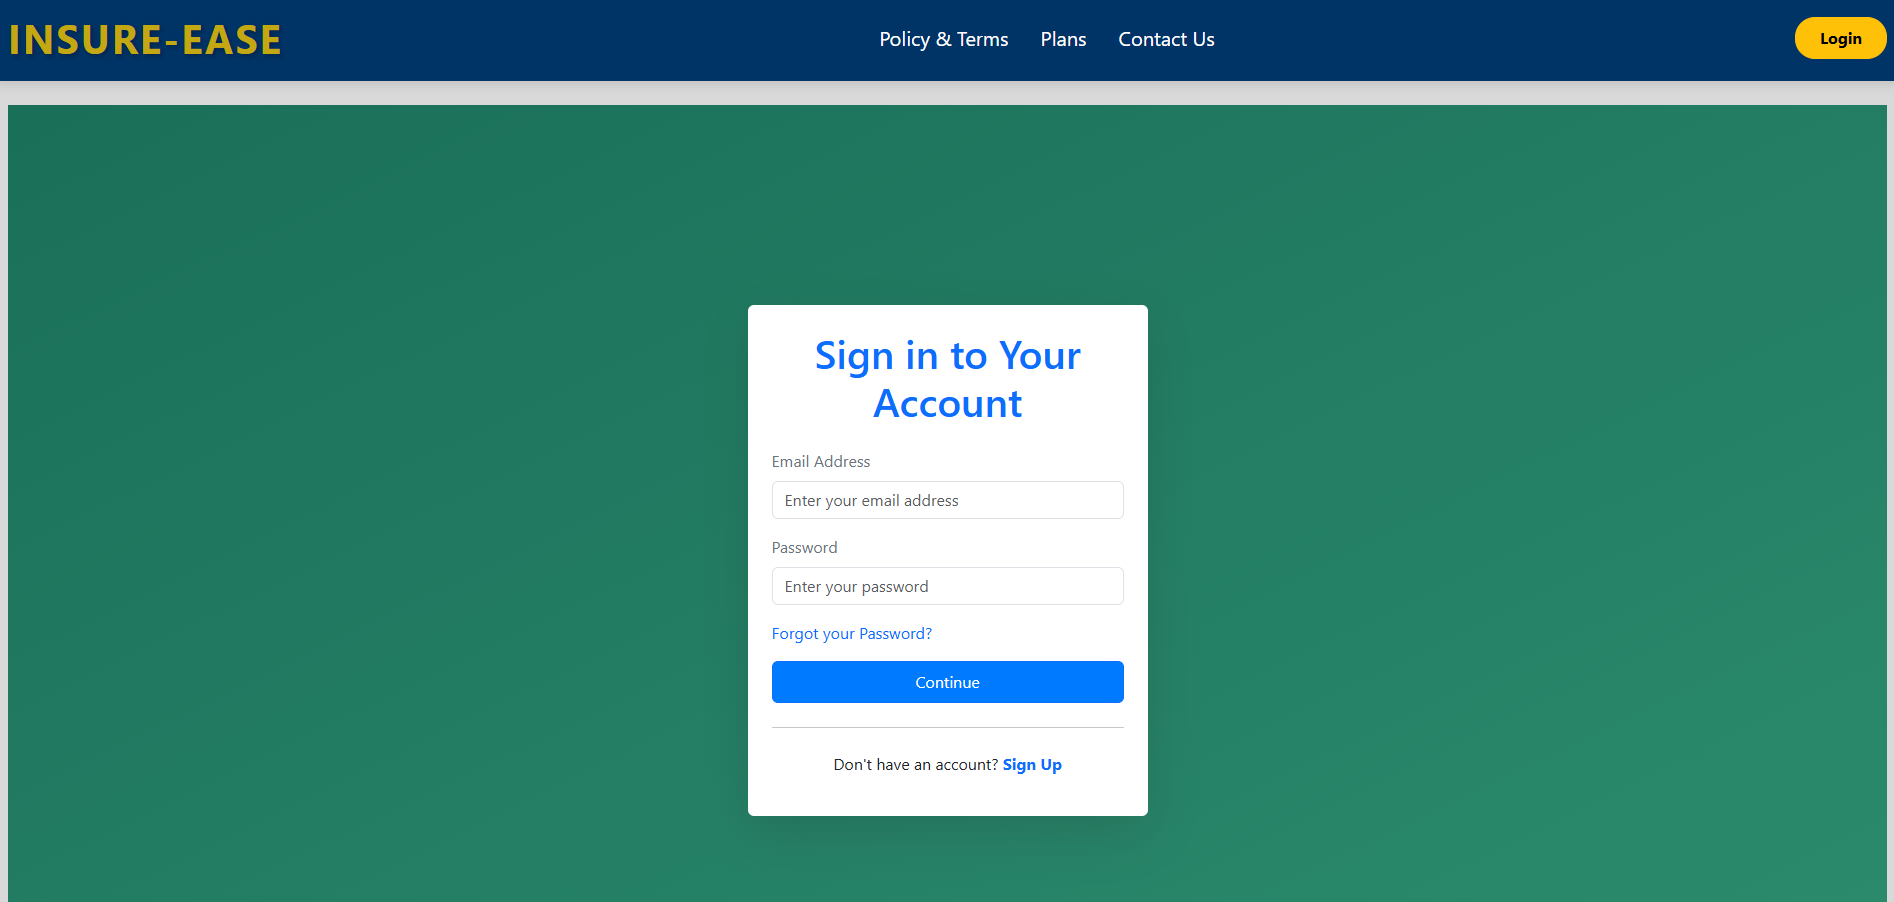 INSURE-EASE
Policy & Terms
Plans
Contact Us
Login
Sign in to Your
Account
Email Address
Enter your email address
Password
Enter your password
Forgot your Password?
Continue
Don't have an account? Sign Up